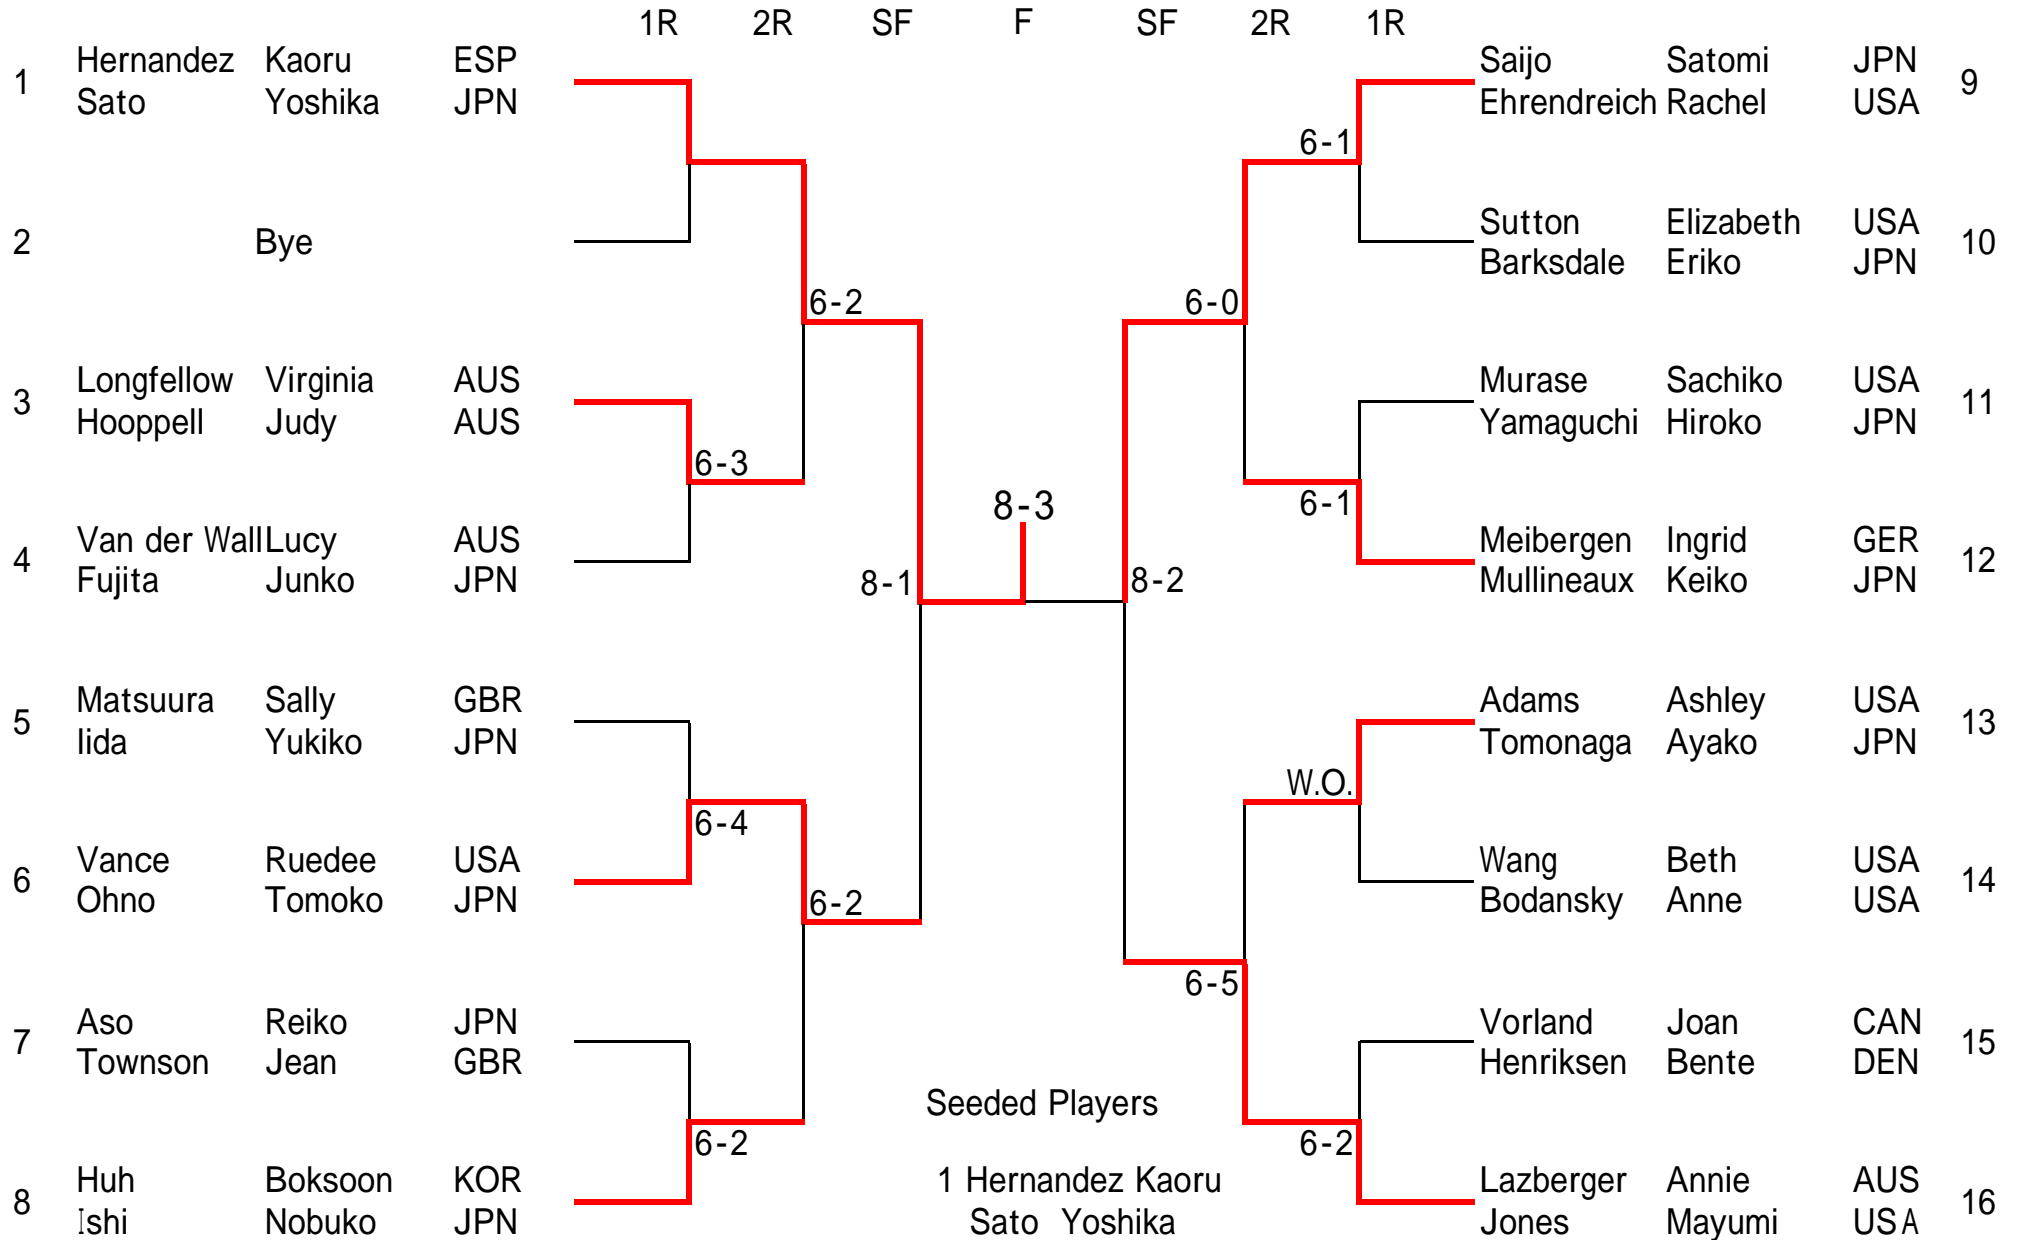 1R 2R SF F SF 2R 1R
1 Hernandez Kaoru ESP
Sato Yoshika JPN
2 Bye
3 Longfellow Virginia AUS
Hooppell Judy AUS
4 Van der Wall Lucy AUS
Fujita Junko JPN
5 Matsuura Sally GBR
Iida Yukiko JPN
6 Vance Ruedee USA
Ohno Tomoko JPN
7 Aso Reiko JPN
Townson Jean GBR
8 Huh Boksoon KOR
Ishi Nobuko JPN
6-3
6-4
6-2
6-2
6-2
8-1
8-3
8-2
6-0
6-5
6-1
6-1
W.O.
6-2
Saijo Satomi JPN 9
Ehrendreich Rachel USA
Sutton Elizabeth USA 10
Barksdale Eriko JPN
Murase Sachiko USA 11
Yamaguchi Hiroko JPN
Meibergen Ingrid GER 12
Mullineaux Keiko JPN
Adams Ashley USA 13
Tomonaga Ayako JPN
Wang Beth USA 14
Bodansky Anne USA
Vorland Joan CAN 15
Henriksen Bente DEN
Lazberger Annie AUS 16
Jones Mayumi USA
Seeded Players
1 Hernandez Kaoru
Sato Yoshika